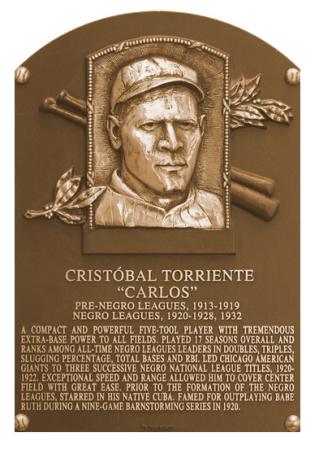 CRISTÓBAL TORRIENTE
"CARLOS"
PRE-NEGRO LEAGUES, 1913-1919
NEGRO LEAGUES, 1920-1928, 1932
A COMPACT AND POWERFUL FIVE-TOOL PLAYER WITH TREMENDOUS
EXTRA-BASE POWER TO ALL FIELDS. PLAYED 17 SEASONS OVERALL AND
RANKS AMONG ALL-TIME NEGRO LEAGUES LEADERS IN DOUBLES, TRIPLES,
SLUGGING PERCENTAGE, TOTAL BASES AND RBI. LED CHICAGO AMERICAN
GIANTS TO THREE SUCCESSIVE NEGRO NATIONAL LEAGUE TITLES, 1920-
1922. EXCEPTIONAL SPEED AND RANGE ALLOWED HIM TO COVER CENTER
FIELD WITH GREAT EASE. PRIOR TO THE FORMATION OF THE NEGRO
LEAGUES, STARRED IN HIS NATIVE CUBA. FAMED FOR OUTPLAYING BABE
RUTH DURING A NINE-GAME BARNSTORMING SERIES IN 1920.